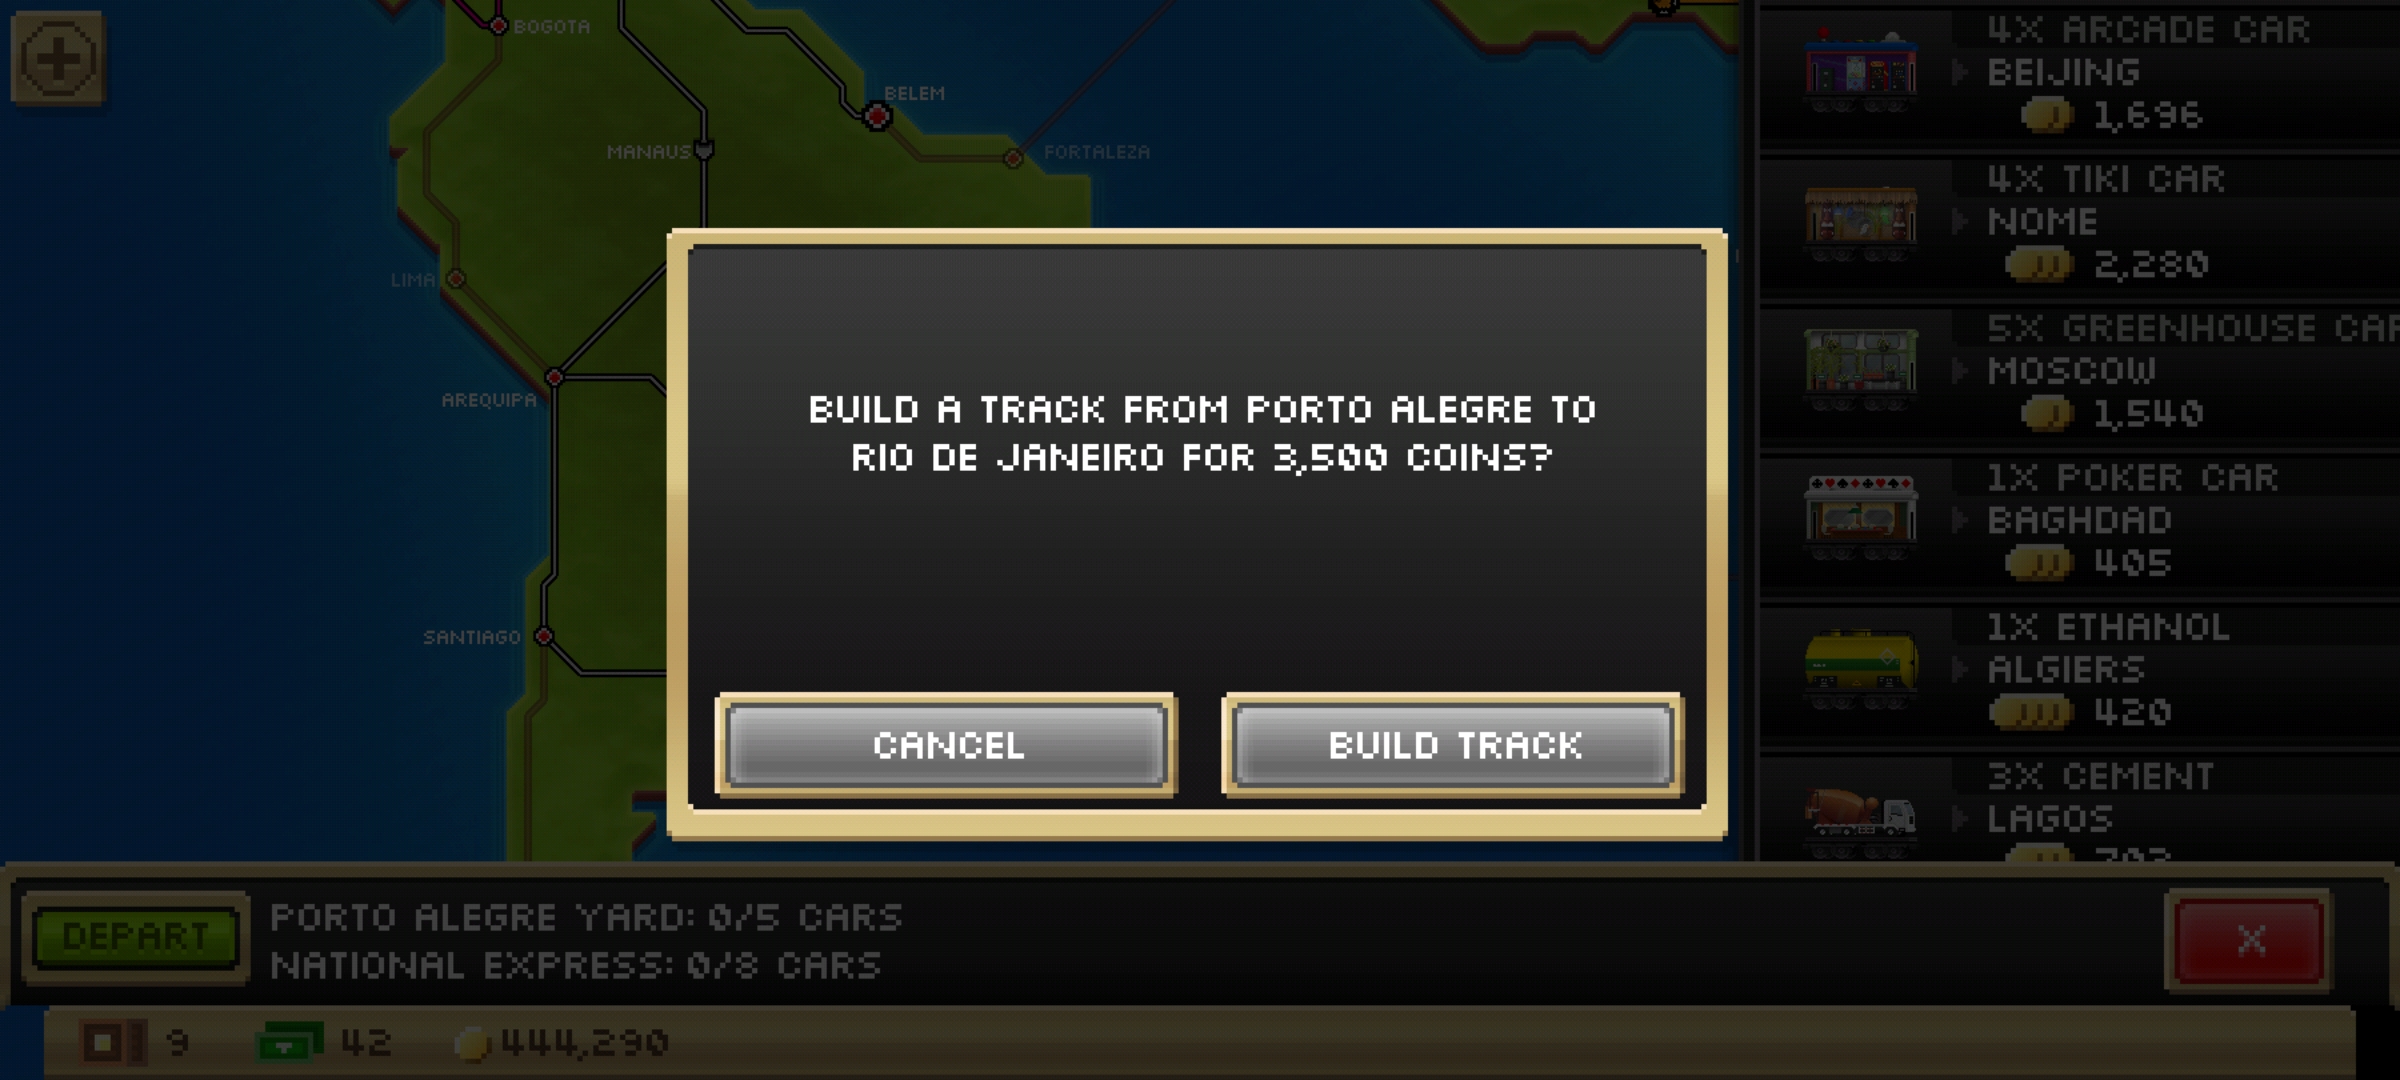 BOGOTA
BELEM
MANAUS
FORTALEZA
LIMA
AREQUIPA
SANTIAGO
4X ARCADE CAR
BEIJING
1,696
4X TIKI CAR
NOME
2,280
5X GREENHOUSE CAR
MOSCOW
1,540
1X POKER CAR
BAGHDAD
405
1X ETHANOL
ALGIERS
420
3X CEMENT
LAGOS
BUILD A TRACK FROM PORTO ALEGRE TO
RIO DE JANEIRO FOR 3,500 COINS?
CANCEL
BUILD TRACK
DEPART
PORTO ALEGRE YARD: 0/5 CARS
NATIONAL EXPRESS: 0/8 CARS
X
9
42
444,290